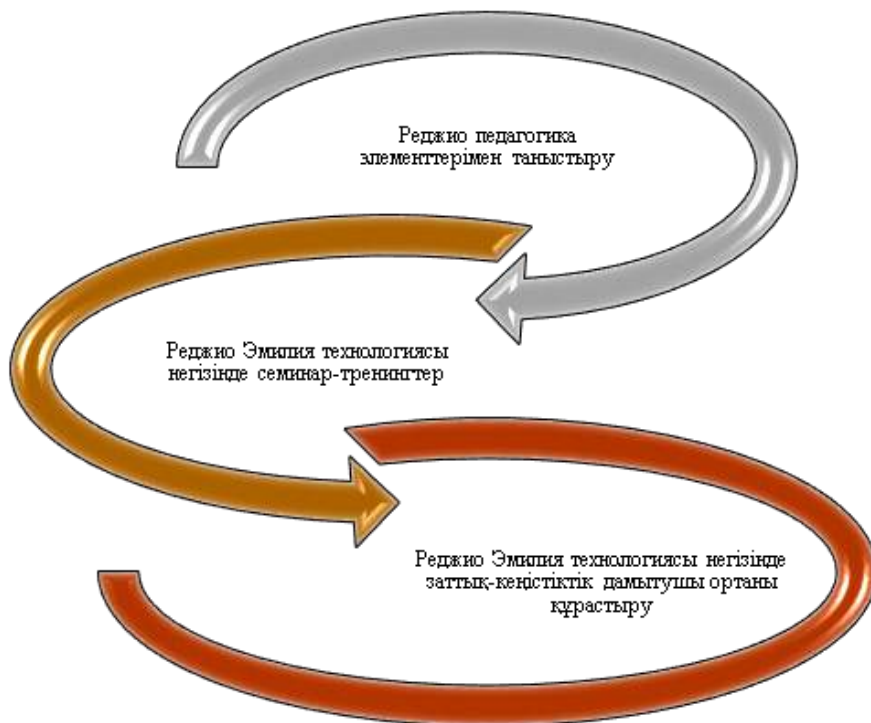 Реджио педагогика
элементтерімен таныстыру
Реджио Эмилия технологиясы
негізінде семинар-тренингтер
Реджио Эмилия технологиясы негізінде
заттық-кеңістіктік дамытушы ортаны
құрастыру